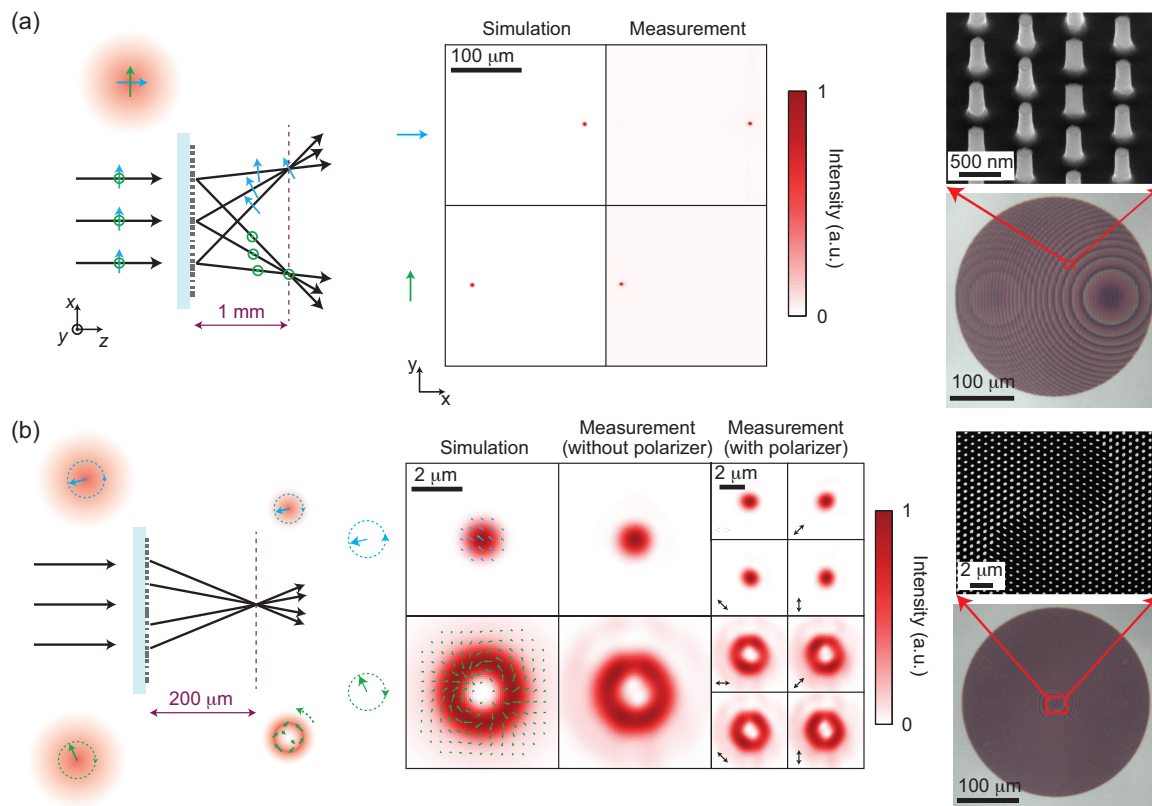 (a)
Simulation
Measurement
100 μm
1
Intensity (a.u.)
0
500 nm
100 μm
x
y
z
1 mm
y
x
(b)
Simulation
Measurement
(without polarizer)
Measurement
(with polarizer)
2 μm
2 μm
1
Intensity (a.u.)
0
200 μm
2 μm
100 μm